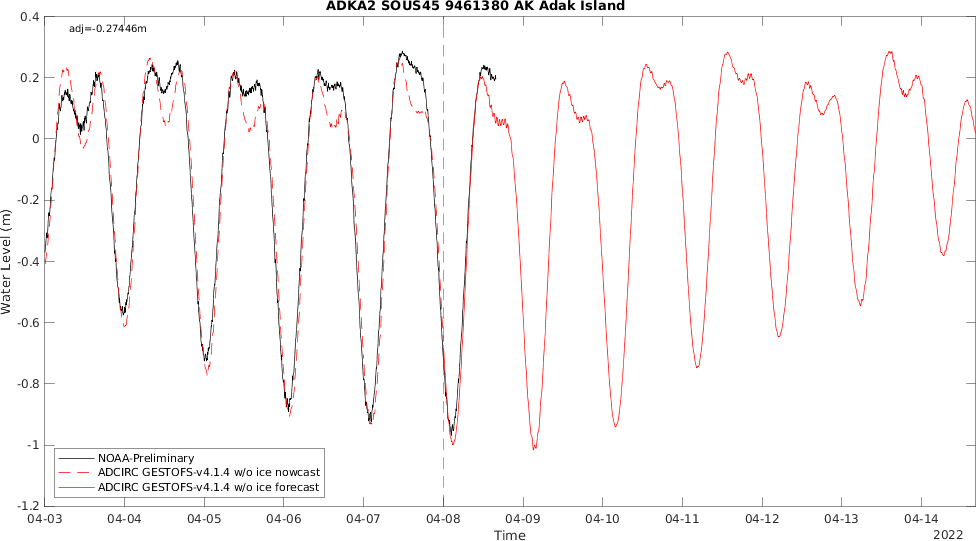 ADKA2 SOUS45 9461380 AK Adak Island
adj=-0.27446m
0.4
0.2
0
-0.2
-0.4
-0.6
-0.8
-1
-1.2
Water Level (m)
NOAA-Preliminary
ADCIRC GESTOFS-v4.1.4 w/o ice nowcast
ADCIRC GESTOFS-v4.1.4 w/o ice forecast
04-03 04-04 04-05 04-06 04-07 04-08 04-09 04-10 04-11 04-12 04-13 04-14
Time
2022